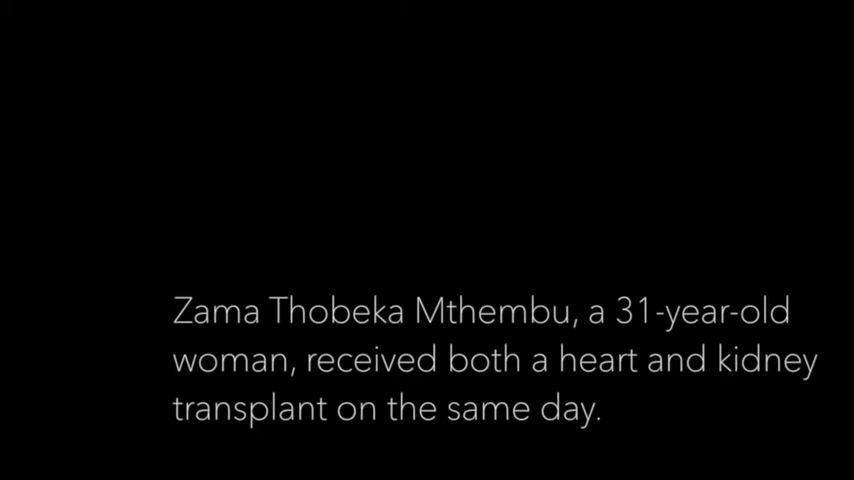 Zama Thobeka Mthembu, a 31-year-old
woman, received both a heart and kidney
transplant on the same day.